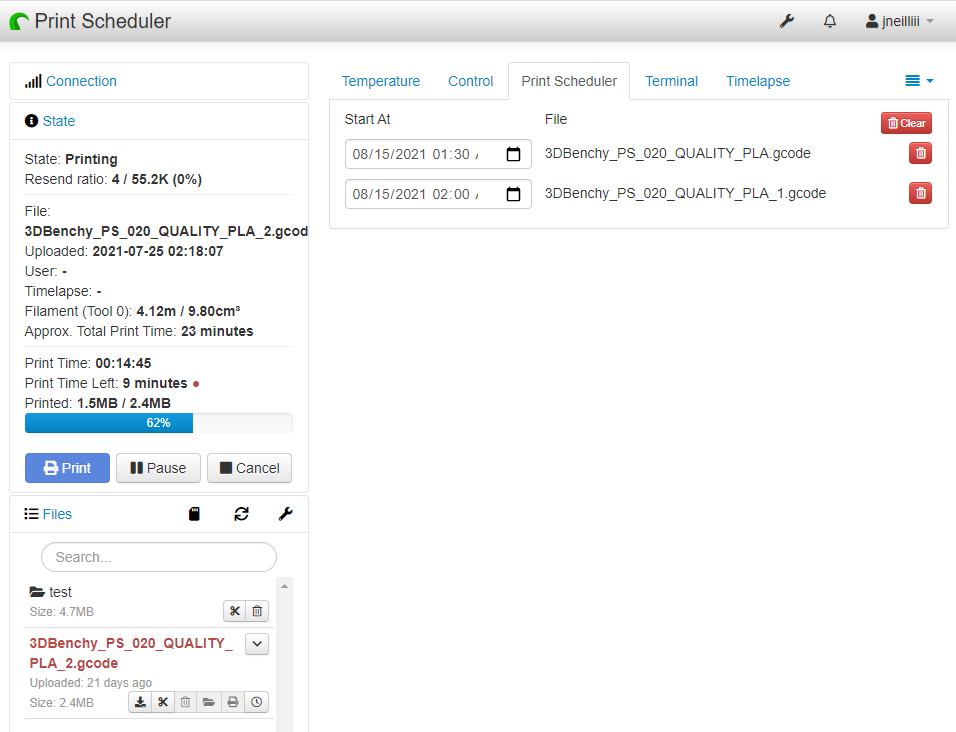 Print Scheduler
jneilliii
Connection
State
State: Printing
Resend ratio: 4 / 55.2K (0%)
File:
3DBenchy_PS_020_QUALITY_PLA_2.gcod
Uploaded: 2021-07-25 02:18:07
User: -
Timelapse: -
Filament (Tool 0): 4.12m / 9.80cm³
Approx. Total Print Time: 23 minutes
Print Time: 00:14:45
Print Time Left: 9 minutes
Printed: 1.5MB / 2.4MB
62%
Print Pause Cancel
Files
Search...
test
Size: 4.7MB
3DBenchy_PS_020_QUALITY_
PLA_2.gcode
Uploaded: 21 days ago
Size: 2.4MB
Temperature Control Print Scheduler Terminal Timelapse
Start At File Clear
08/15/2021 01:30 3DBenchy_PS_020_QUALITY_PLA.gcode
08/15/2021 02:00 3DBenchy_PS_020_QUALITY_PLA_1.gcode